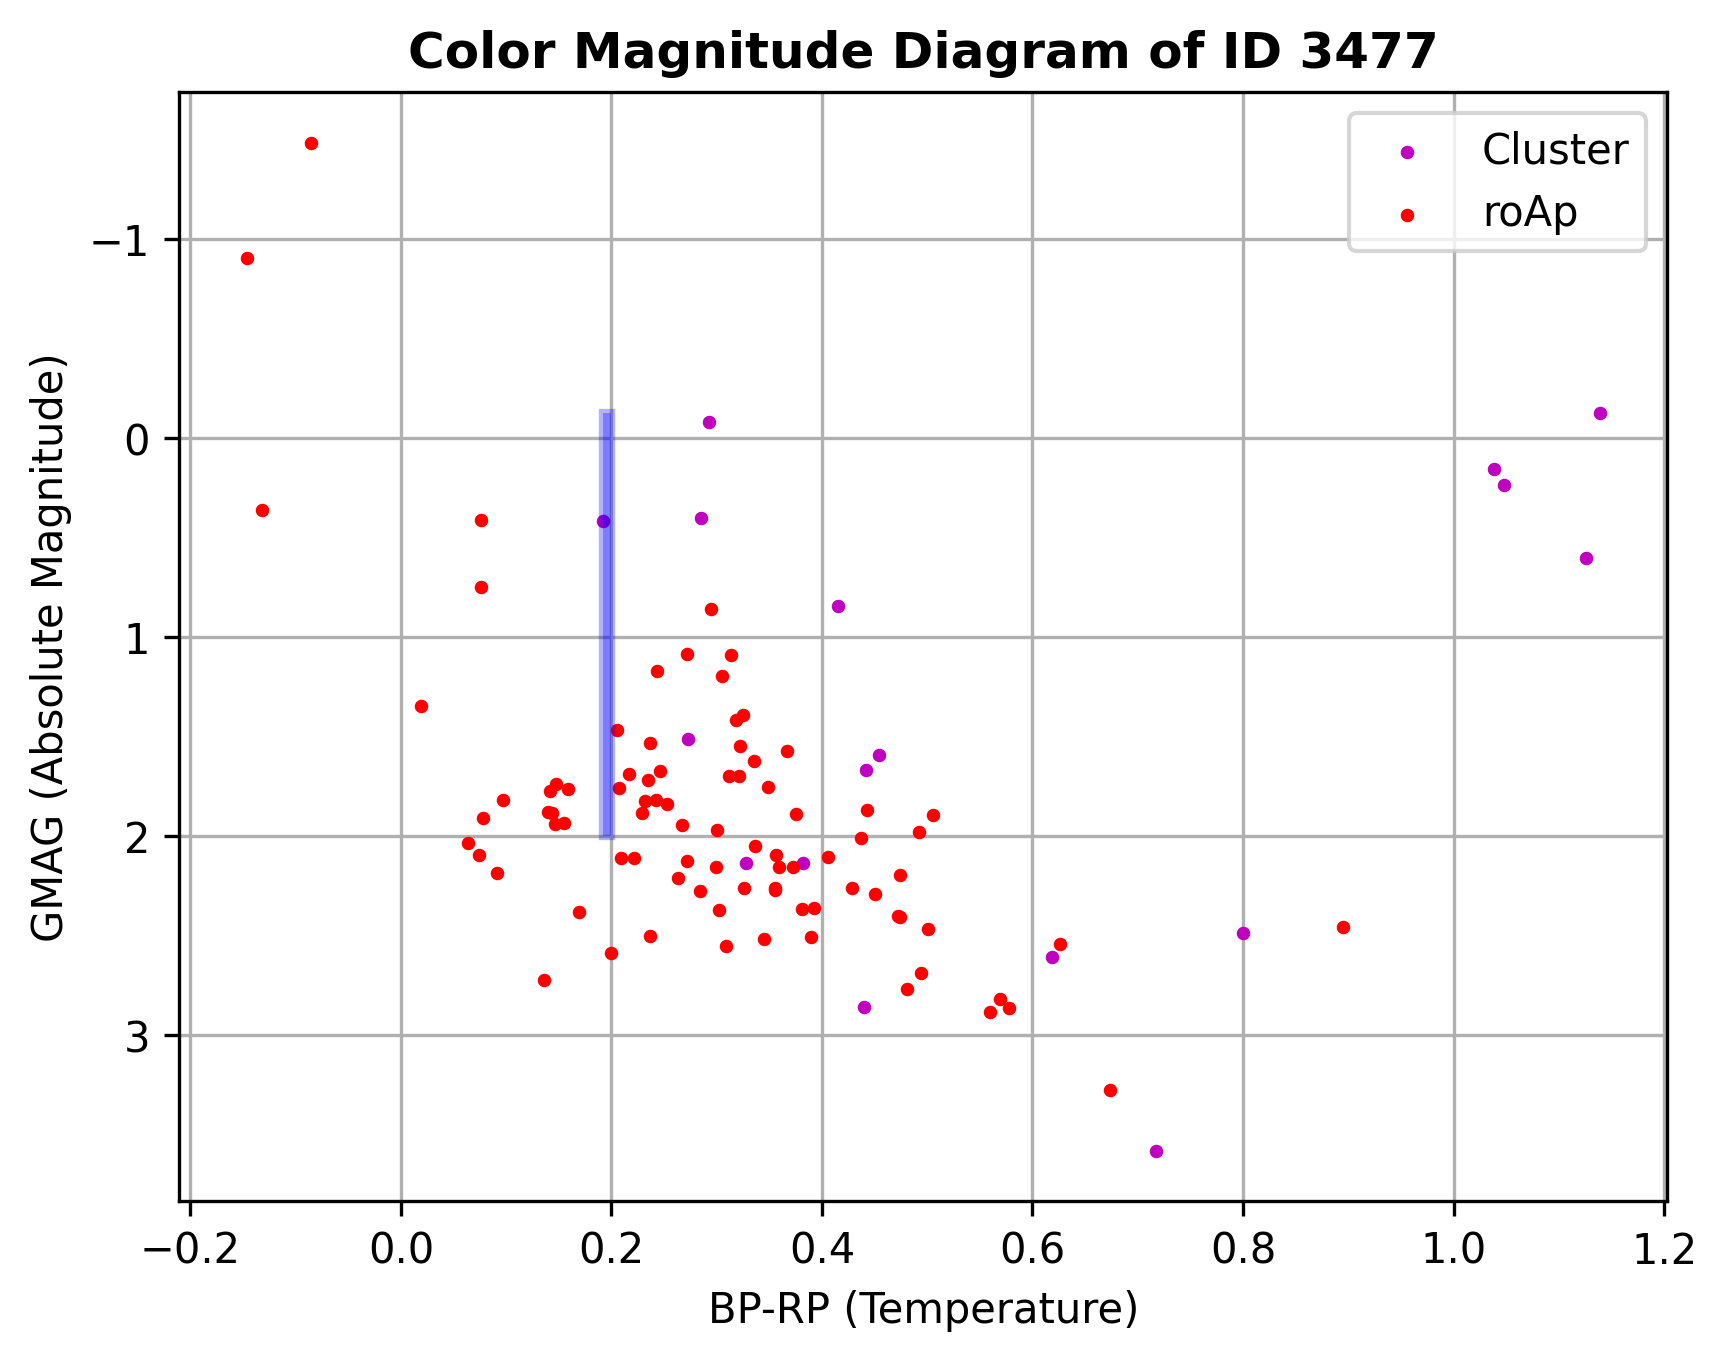 Color Magnitude Diagram of ID 3477
Cluster
roAp
GMAG (Absolute Magnitude)
−1
0
1
2
3
−0.2 0.0 0.2 0.4 0.6 0.8 1.0 1.2
BP-RP (Temperature)